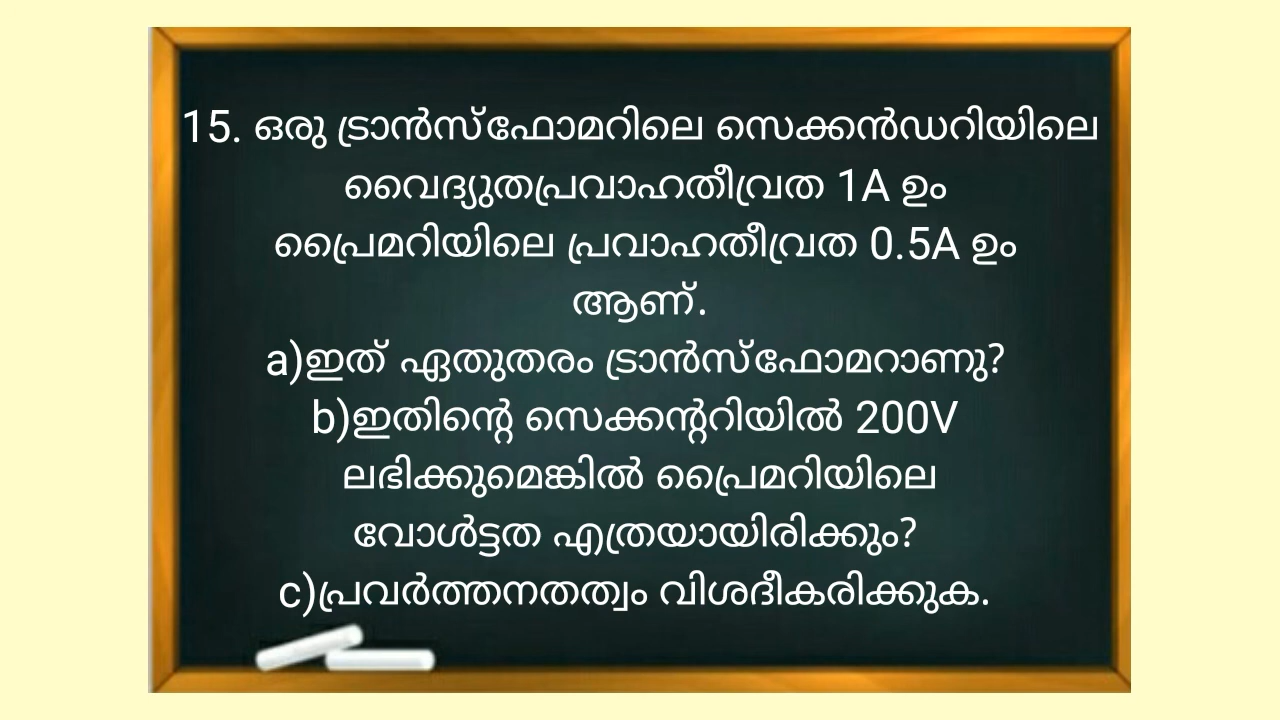 15. ഒരു ട്രാൻസ്ഫോമറിലെ സെക്കൻഡറിയിലെ
വൈദ്യുതപ്രവാഹതീവ്രത 1A ഉം
പ്രൈമറിയിലെ പ്രവാഹതീവ്രത 0.5A ഉം
ആണ്.
a)ഇത് ഏതുതരം ട്രാൻസ്ഫോമറാണു?
b)ഇതിന്റെ സെക്കന്ററിയിൽ 200V
ലഭിക്കുമെങ്കിൽ പ്രൈമറിയിലെ
വോൾട്ടത എത്രയായിരിക്കും?
c)പ്രവർത്തനതത്വം വിശദീകരിക്കുക.